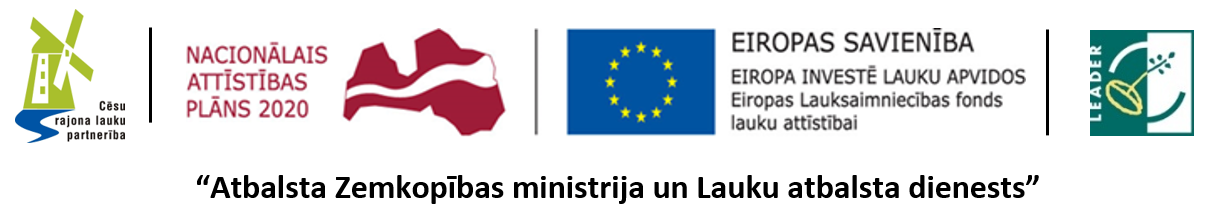 Cēsu
rajona lauku
partnerība
NACIONĀLAIS
ATTĪSTĪBAS
PLĀNS 2020
EIROPAS SAVIENĪBA
EIROPA INVESTĒ LAUKU APVIDOS
Eiropas Lauksaimniecības fonds
lauku attīstībai
LEADER
“Atbalsta Zemkopības ministrija un Lauku atbalsta dienests”